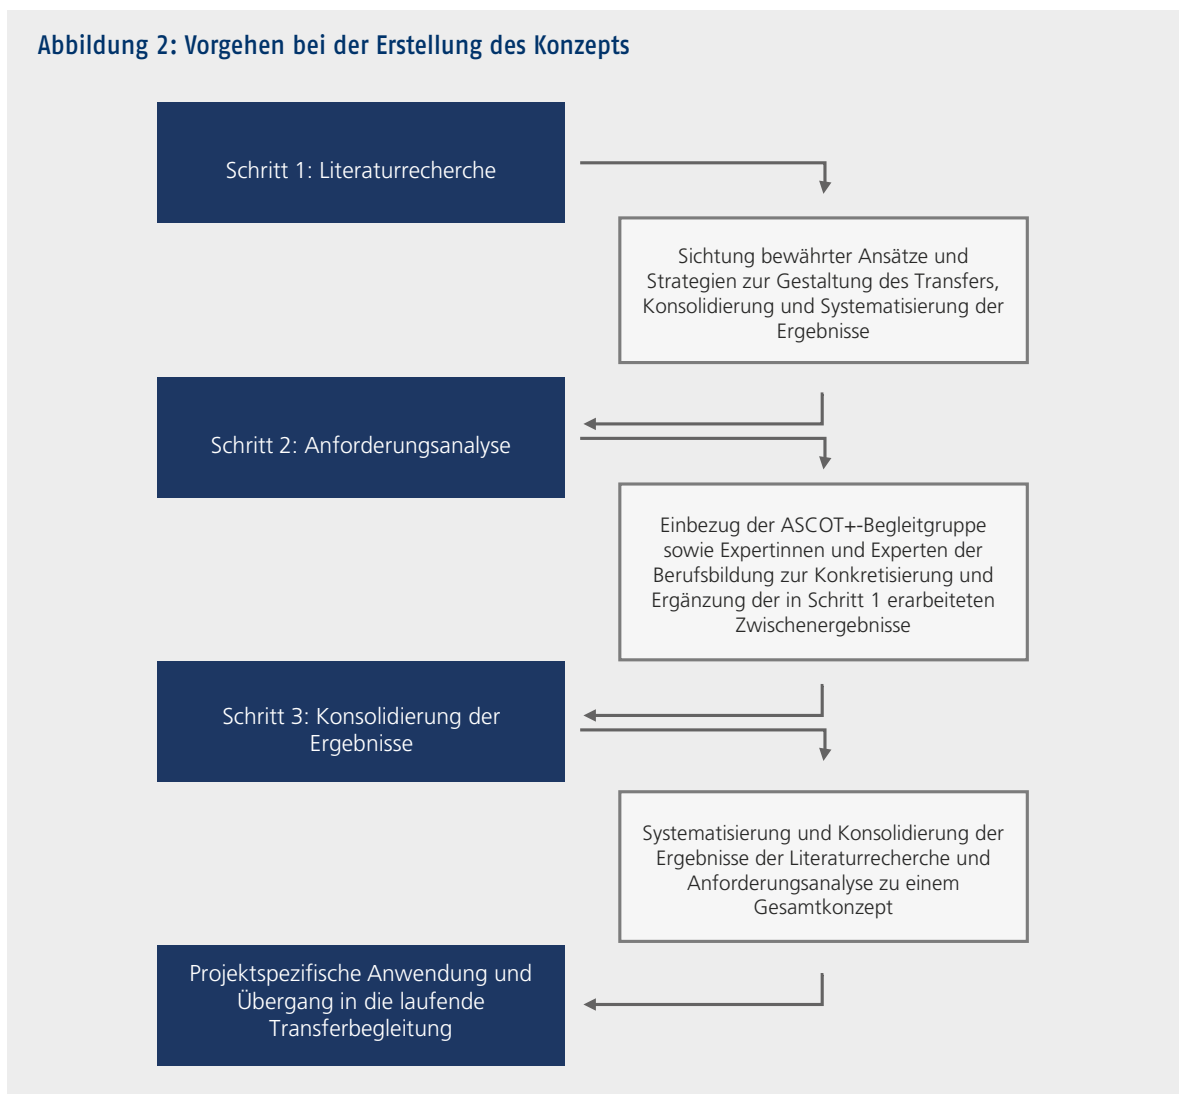 Abbildung 2: Vorgehen bei der Erstellung des Konzepts
Schritt 1: Literaturrecherche
Sichtung bewährter Ansätze und
Strategien zur Gestaltung des Transfers,
Konsolidierung und Systematisierung der
Ergebnisse
Schritt 2: Anforderungsanalyse
Einbezug der ASCOT+-Begleitgruppe
sowie Expertinnen und Experten der
Berufsbildung zur Konkretisierung und
Ergänzung der in Schritt 1 erarbeiteten
Zwischenergebnisse
Schritt 3: Konsolidierung der
Ergebnisse
Systematisierung und Konsolidierung der
Ergebnisse der Literaturrecherche und
Anforderungsanalyse zu einem
Gesamtkonzept
Projektspezifische Anwendung und
Übergang in die laufende
Transferbegleitung